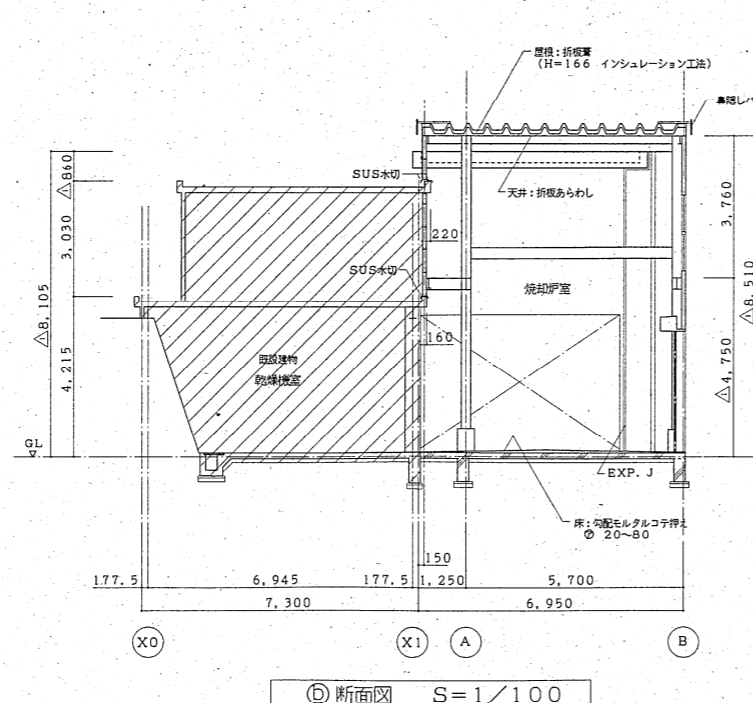 屋根：折板葺
(H=166 インシュレーション工法)
鼻隠しパ
SUS水切
天井：折板あらわし
△860
3,030
△8,105
4,215
220
SUS水切
焼却炉室
3,760
△8,510
△4,750
160
既設建物
乾燥機室
GL
EXP.J
床：勾配モルタルコテ押え
㋐ 20～80
150
177.5 6,945 177.5 1,250 5,700
7,300 6,950
X0 X1 A B
ⓑ 断面図 S=1/100